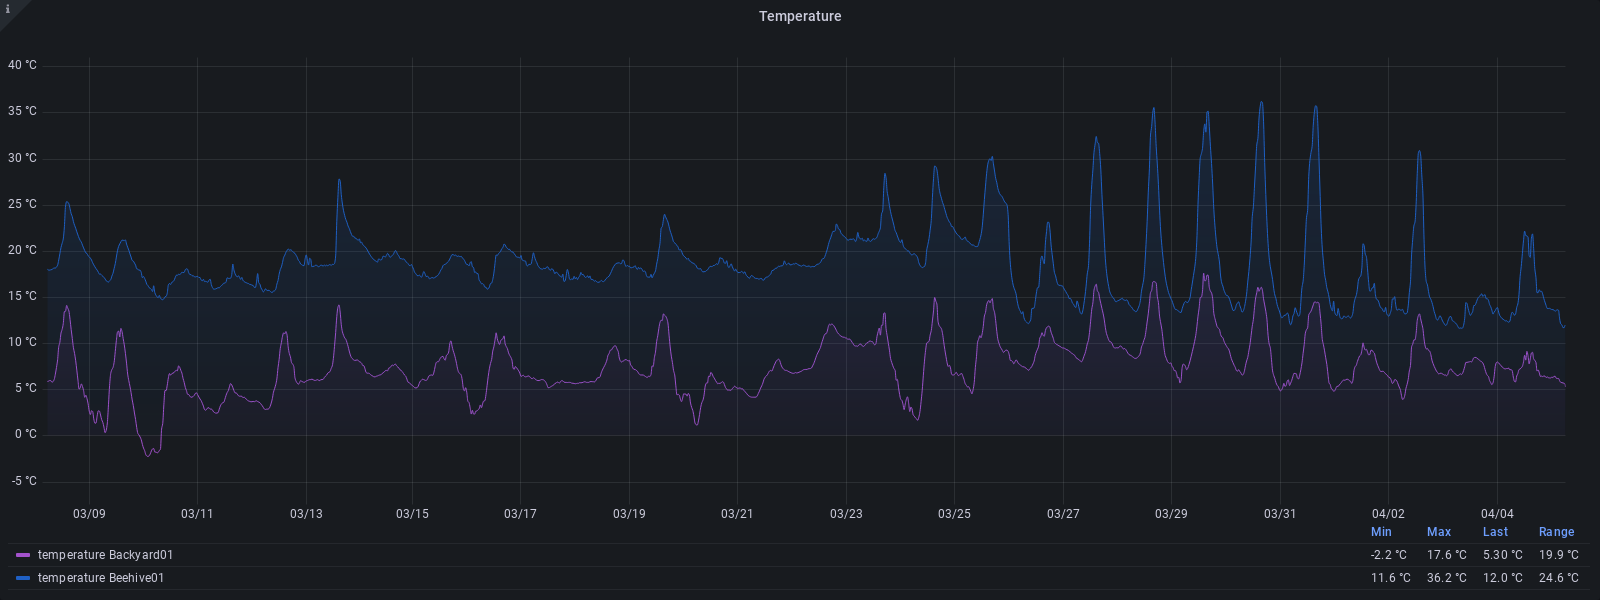 i
Temperature
40 °C
35 °C
30 °C
25 °C
20 °C
15 °C
10 °C
5 °C
0 °C
-5 °C
03/09 03/11 03/13 03/15 03/17 03/19 03/21 03/23 03/25 03/27 03/29 03/31 04/02 04/04
Min Max Last Range
temperature Backyard01 -2.2 °C 17.6 °C 5.30 °C 19.9 °C
temperature Beehive01 11.6 °C 36.2 °C 12.0 °C 24.6 °C